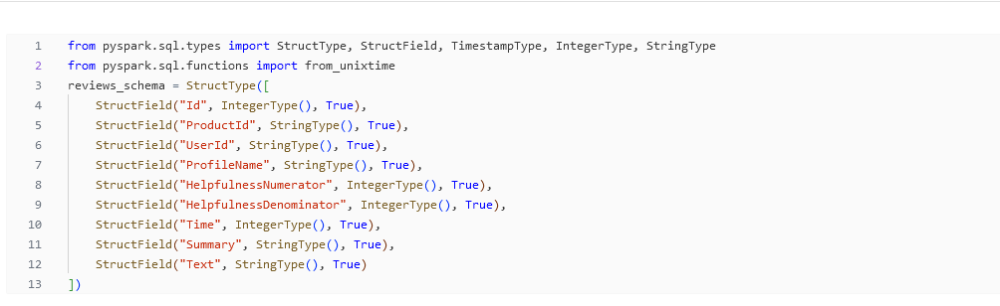 1 from pyspark.sql.types import StructType, StructField, TimestampType, IntegerType, StringType
2 from pyspark.sql.functions import from_unixtime
3 reviews_schema = StructType([
4     StructField("Id", IntegerType(), True),
5     StructField("ProductId", StringType(), True),
6     StructField("UserId", StringType(), True),
7     StructField("ProfileName", StringType(), True),
8     StructField("HelpfulnessNumerator", IntegerType(), True),
9     StructField("HelpfulnessDenominator", IntegerType(), True),
10     StructField("Time", IntegerType(), True),
11     StructField("Summary", StringType(), True),
12     StructField("Text", StringType(), True)
13 ])